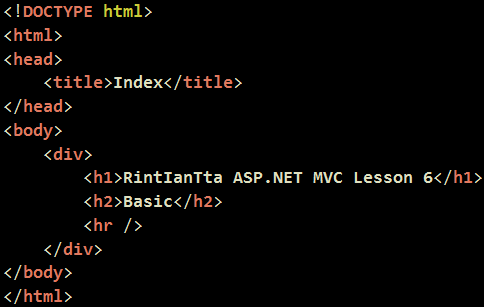 <!DOCTYPE html>
<html>
<head>
    <title>Index</title>
</head>
<body>
    <div>
        <h1>RintIanTta ASP.NET MVC Lesson 6</h1>
        <h2>Basic</h2>
        <hr />
    </div>
</body>
</html>